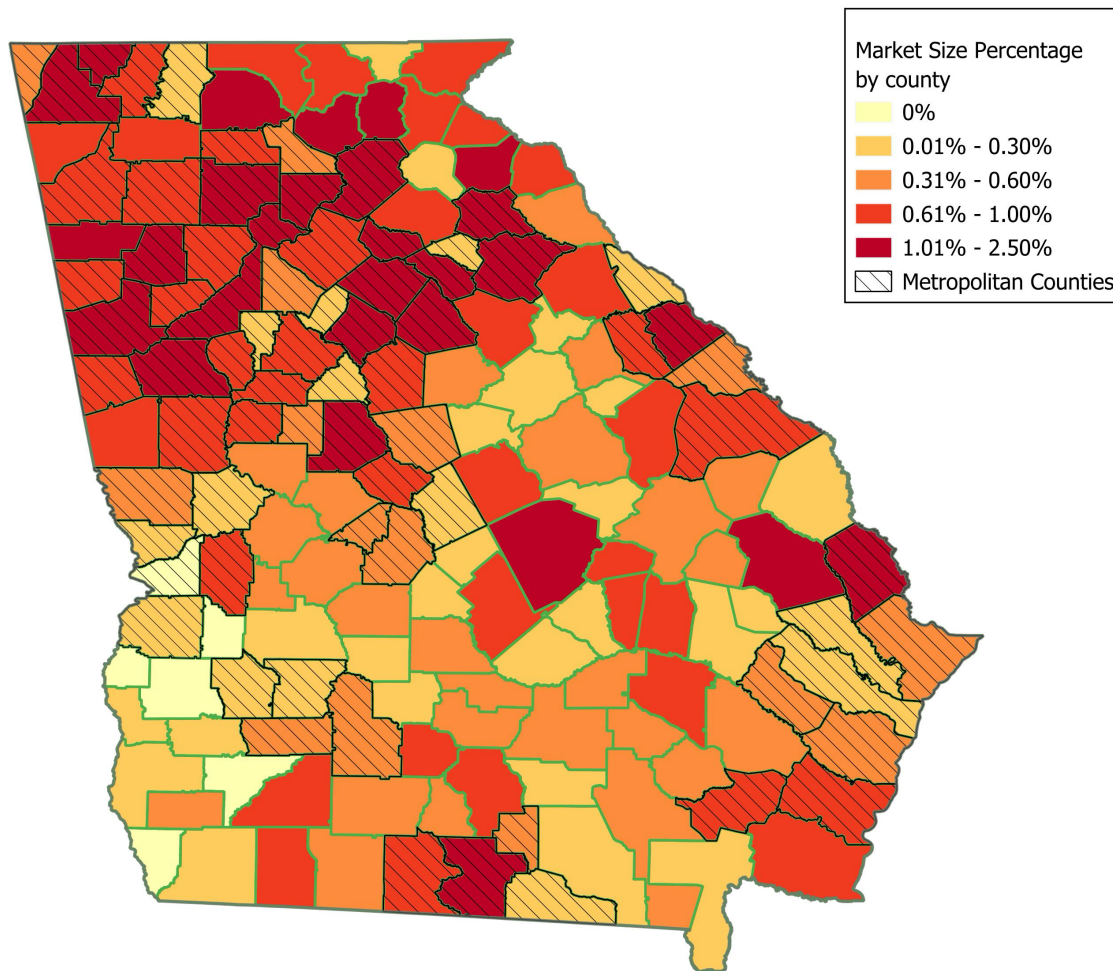 Market Size Percentage
by county
0%
0.01% - 0.30%
0.31% - 0.60%
0.61% - 1.00%
1.01% - 2.50%
Metropolitan Counties